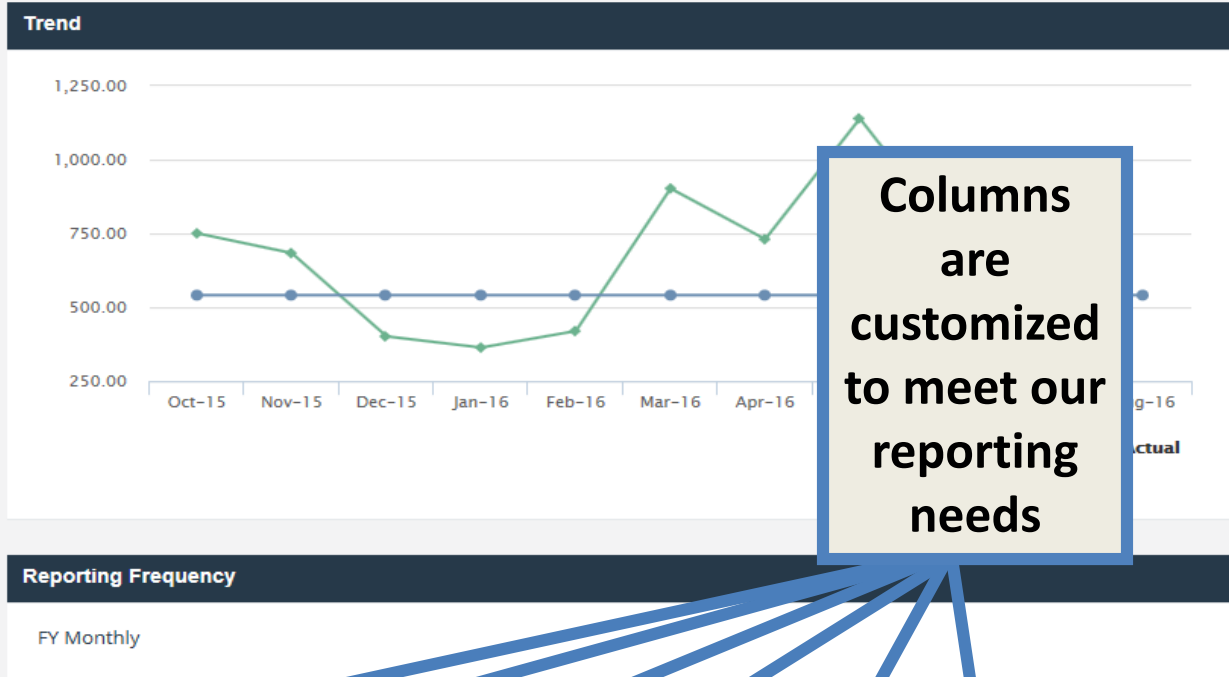 Trend
1,250.00
1,000.00
750.00
500.00
250.00
Oct-15 Nov-15 Dec-15 Jan-16 Feb-16 Mar-16 Apr-16 g-16
ctual
Columns
are
customized
to meet our
reporting
needs
Reporting Frequency
FY Monthly